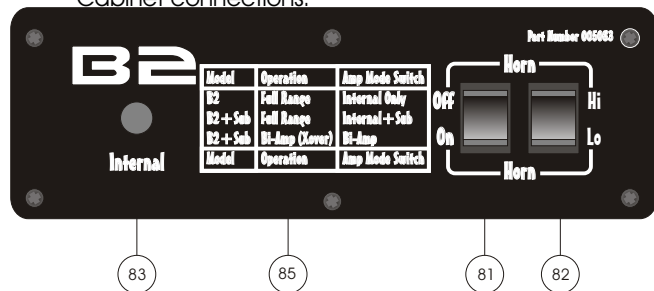 Cabinet connections:
Part Number 005063
B2
Horn
Model Operation Amp Mode Switch
B2 Full Range Internal Only
B2+Sub Full Range Internal+Sub
B2+Sub Bi-Amp (Xover) Bi-Amp
Model Operation Amp Mode Switch
Off
Hi
On
Lo
Internal
Horn
83
85
81
82